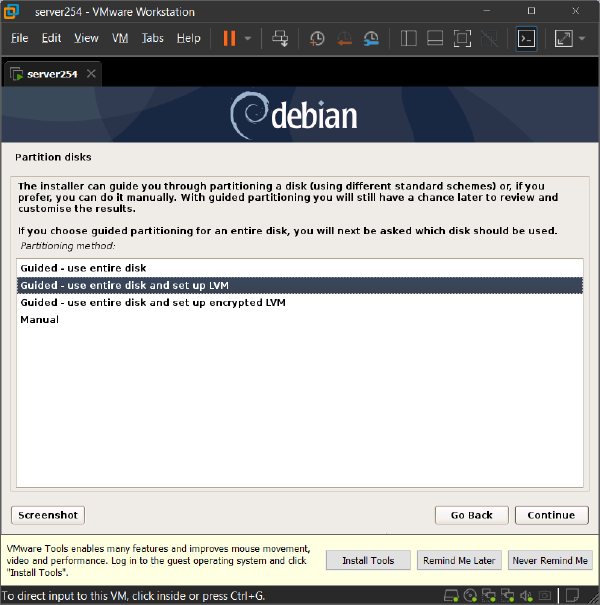 server254 - VMware Workstation
File Edit View VM Tabs Help
server254
debian
Partition disks
The installer can guide you through partitioning a disk (using different standard schemes) or, if you
prefer, you can do it manually. With guided partitioning you will still have a chance later to review and
customise the results.
If you choose guided partitioning for an entire disk, you will next be asked which disk should be used.
Partitioning method:
Guided - use entire disk
Guided - use entire disk and set up LVM
Guided - use entire disk and set up encrypted LVM
Manual
Screenshot Go Back Continue
VMware Tools enables many features and improves mouse movement,
video and performance. Log in to the guest operating system and click
"Install Tools".
Install Tools Remind Me Later Never Remind Me
To direct input to this VM, click inside or press Ctrl+G.